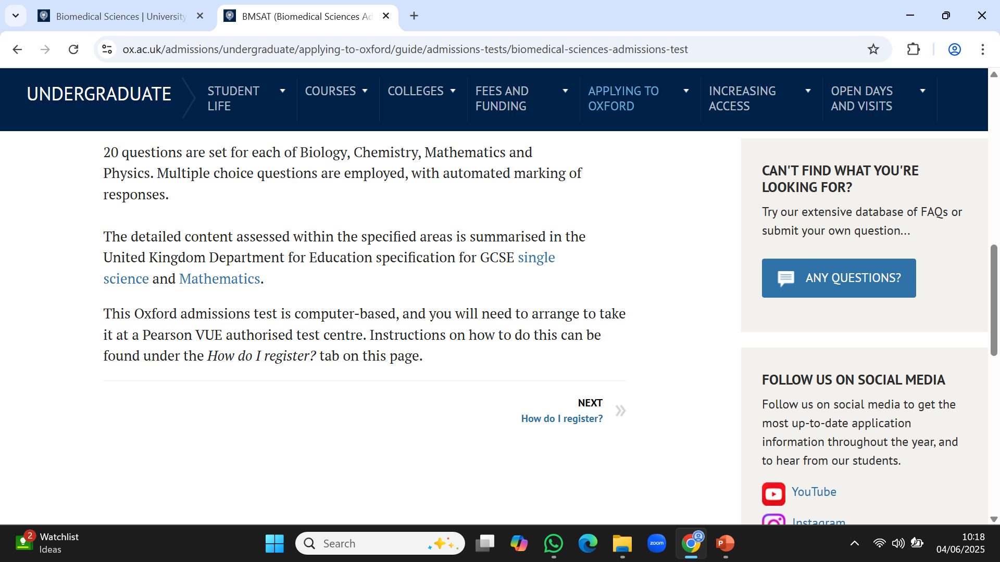 Biomedical Sciences | University
BMSAT (Biomedical Sciences Ad
ox.ac.uk/admissions/undergraduate/applying-to-oxford/guide/admissions-tests/biomedical-sciences-admissions-test
UNDERGRADUATE
STUDENT
LIFE
COURSES
COLLEGES
FEES AND
FUNDING
APPLYING TO
OXFORD
INCREASING
ACCESS
OPEN DAYS
AND VISITS
20 questions are set for each of Biology, Chemistry, Mathematics and
Physics. Multiple choice questions are employed, with automated marking of
responses.
The detailed content assessed within the specified areas is summarised in the
United Kingdom Department for Education specification for GCSE single
science and Mathematics.
This Oxford admissions test is computer-based, and you will need to arrange to take
it at a Pearson VUE authorised test centre. Instructions on how to do this can be
found under the How do I register? tab on this page.
NEXT
How do I register?
CAN'T FIND WHAT YOU'RE
LOOKING FOR?
Try our extensive database of FAQs or
submit your own question...
ANY QUESTIONS?
FOLLOW US ON SOCIAL MEDIA
Follow us on social media to get the
most up-to-date application
information throughout the year, and
to hear from our students.
YouTube
Instagram
2
Watchlist
Ideas
Search
zoom
P
10:18
04/06/2025